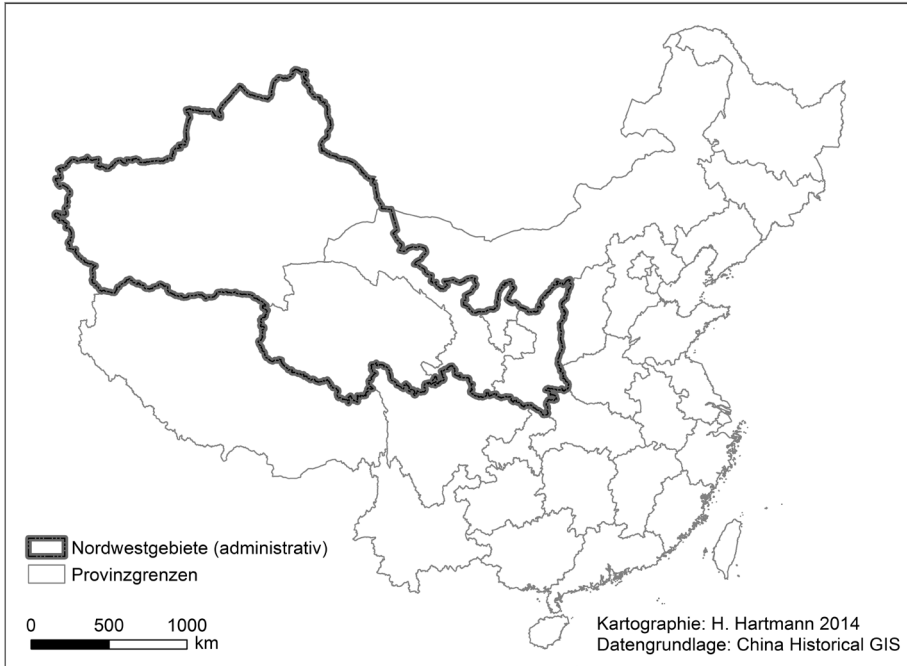 Nordwestgebiete (administrativ)
Provinzgrenzen
0 500 1000
km
Kartographie: H. Hartmann 2014
Datengrundlage: China Historical GIS